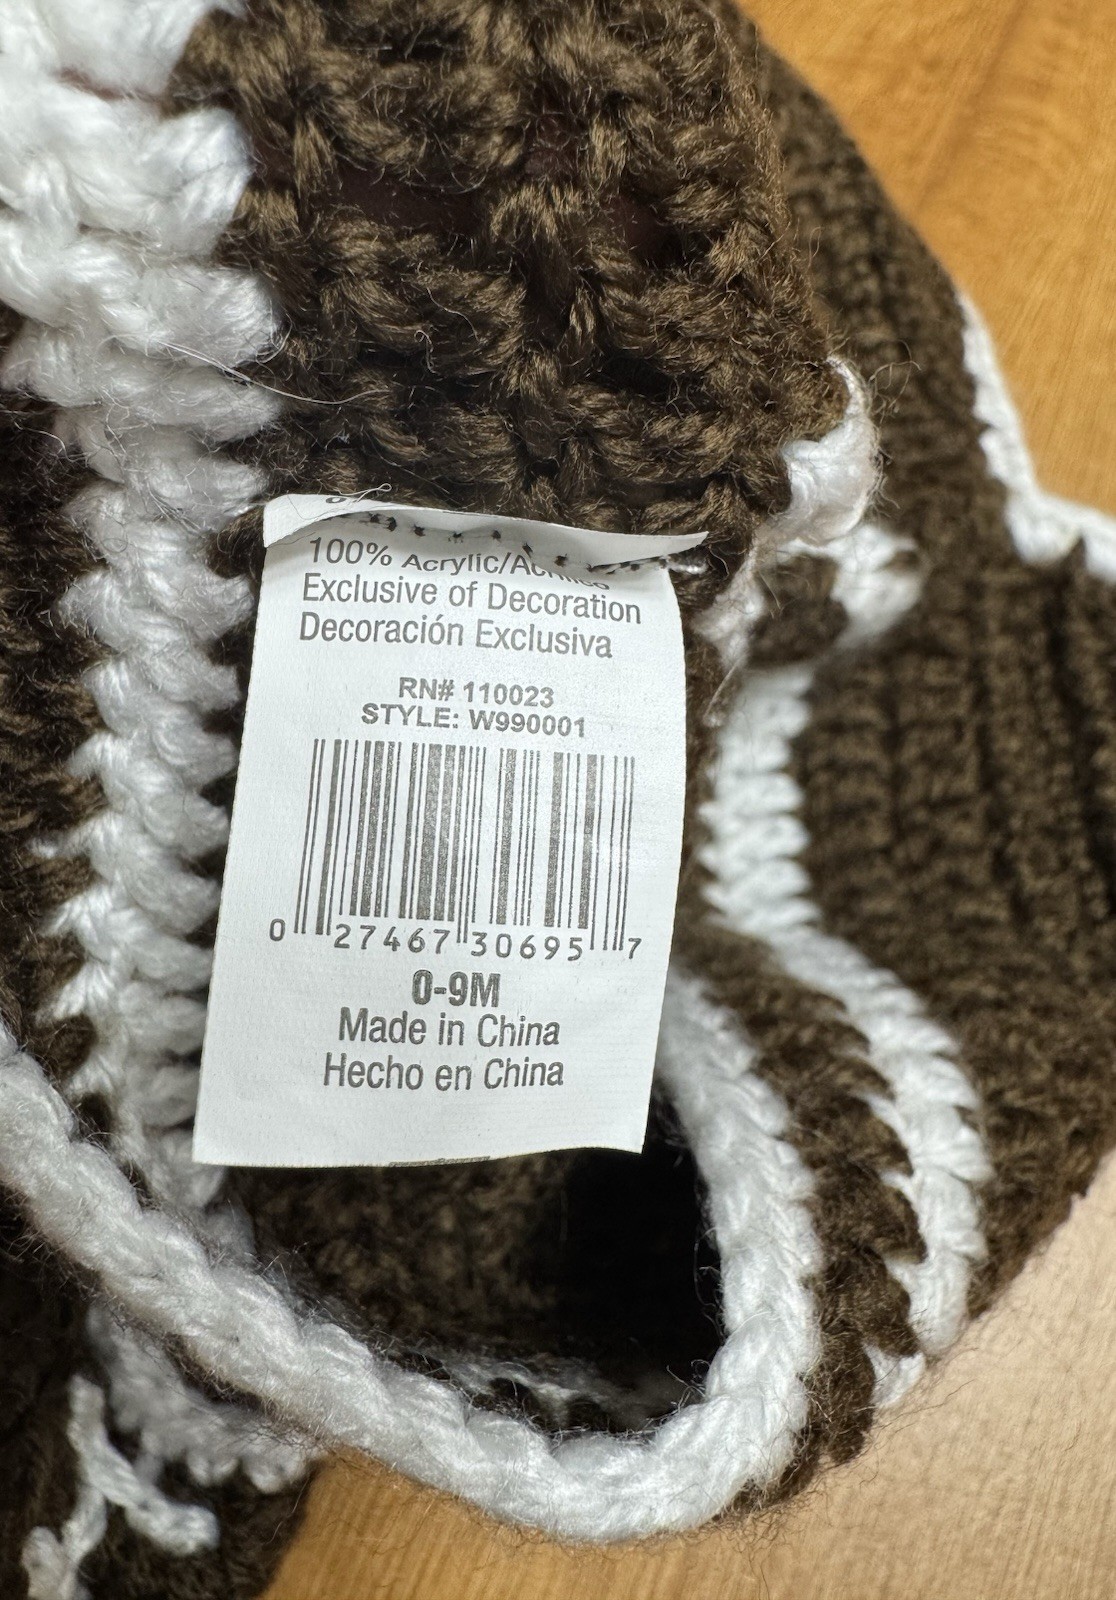 100% Acrylic/Acrílico
Exclusive of Decoration
Decoración Exclusiva
RN# 110023
STYLE: W990001
0 27467 30695 7
0-9M
Made in China
Hecho en China